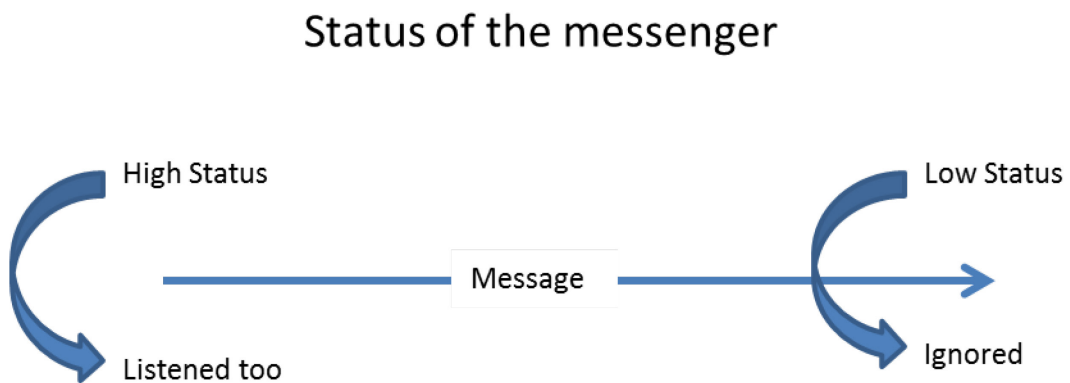 Status of the messenger
High Status
Low Status
Message
Listened too
Ignored